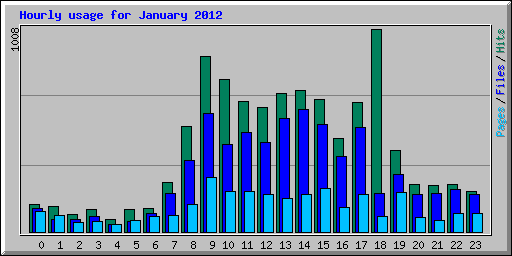 Hourly usage for January 2012
1008
Pages/Files/Hits
0 1 2 3 4 5 6 7 8 9 10 11 12 13 14 15 16 17 18 19 20 21 22 23